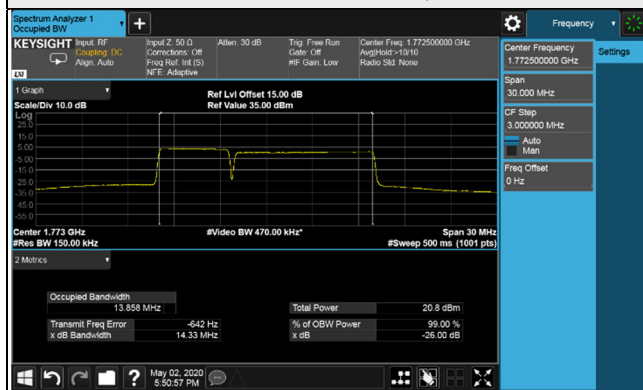 Spectrum Analyzer 1
Occupied BW
Frequency
KEYSIGHT
Input: RF
Coupling: DC
Align: Auto
Input Z: 50 Ω
Corrections: Off
Freq Ref: Int (S)
NFE: Adaptive
Atten: 30 dB
Trig: Free Run
Gate: Off
#IF Gain: Low
Center Freq: 1.772500000 GHz
Avg|Hold:>10/10
Radio Std: None
LXI
1 Graph
Scale/Div 10.0 dB
Ref Lvl Offset 15.00 dB
Ref Value 35.00 dBm
Log
25.0
15.0
5.00
-5.00
-15.0
-25.0
-35.0
-45.0
-55.0
Center 1.773 GHz
#Res BW 150.00 kHz
#Video BW 470.00 kHz*
Span 30 MHz
#Sweep 500 ms (1001 pts)
2 Metrics
Occupied Bandwidth
13.858 MHz
Total Power 20.8 dBm
Transmit Freq Error -642 Hz
% of OBW Power 99.00 %
x dB Bandwidth 14.33 MHz
x dB -26.00 dB
Center Frequency
1.772500000 GHz
Settings
Span
30.000 MHz
CF Step
3.000000 MHz
Auto
Man
Freq Offset
0 Hz
May 02, 2020
5:50:57 PM